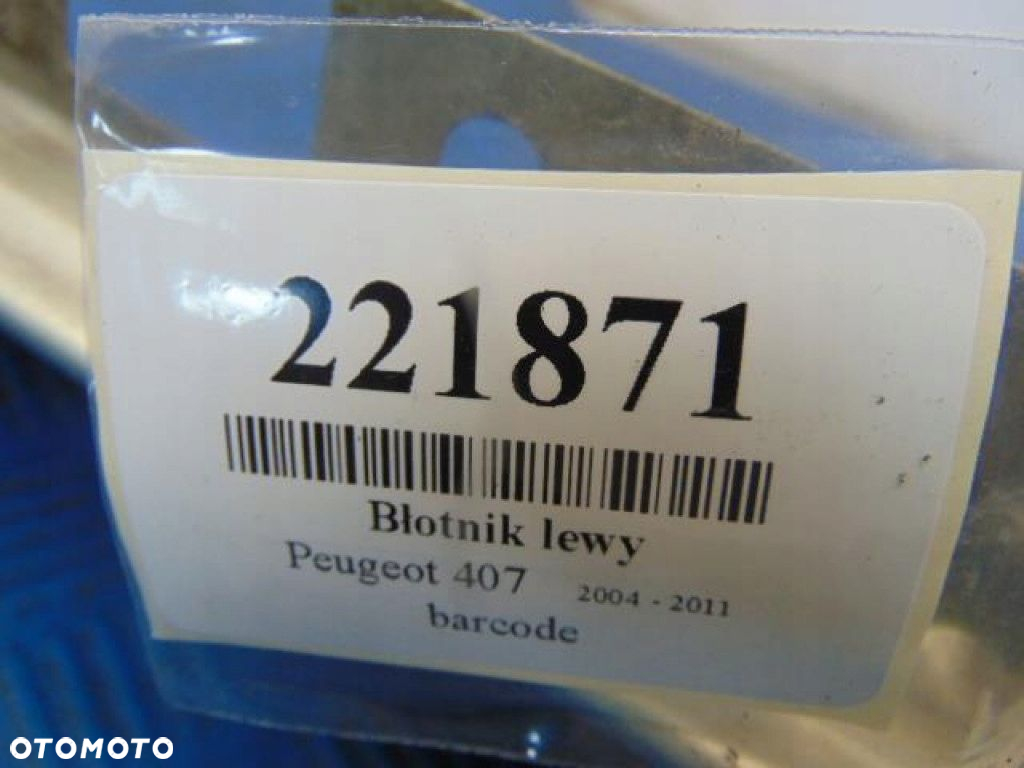 221871
Błotnik lewy
Peugeot 407 2004 - 2011
barcode
OTOMOTO